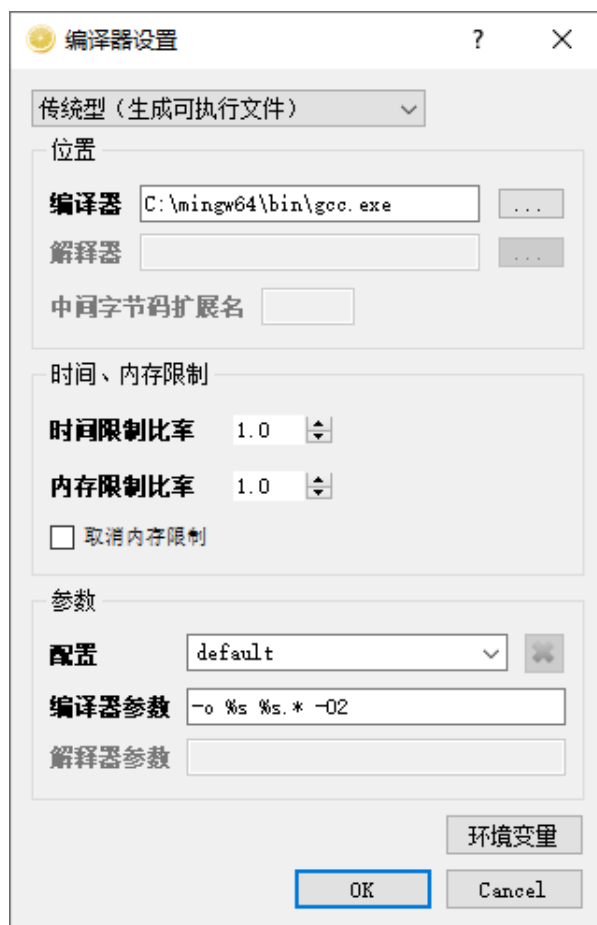 编译器设置
?
传统型（生成可执行文件）
位置
编译器 C:\mingw64\bin\gcc.exe ...
解释器 ...
中间字节码扩展名
时间、内存限制
时间限制比率 1.0
内存限制比率 1.0
取消内存限制
参数
配置 default
编译器参数 -o %s %s.* -O2
解释器参数
环境变量
OK Cancel